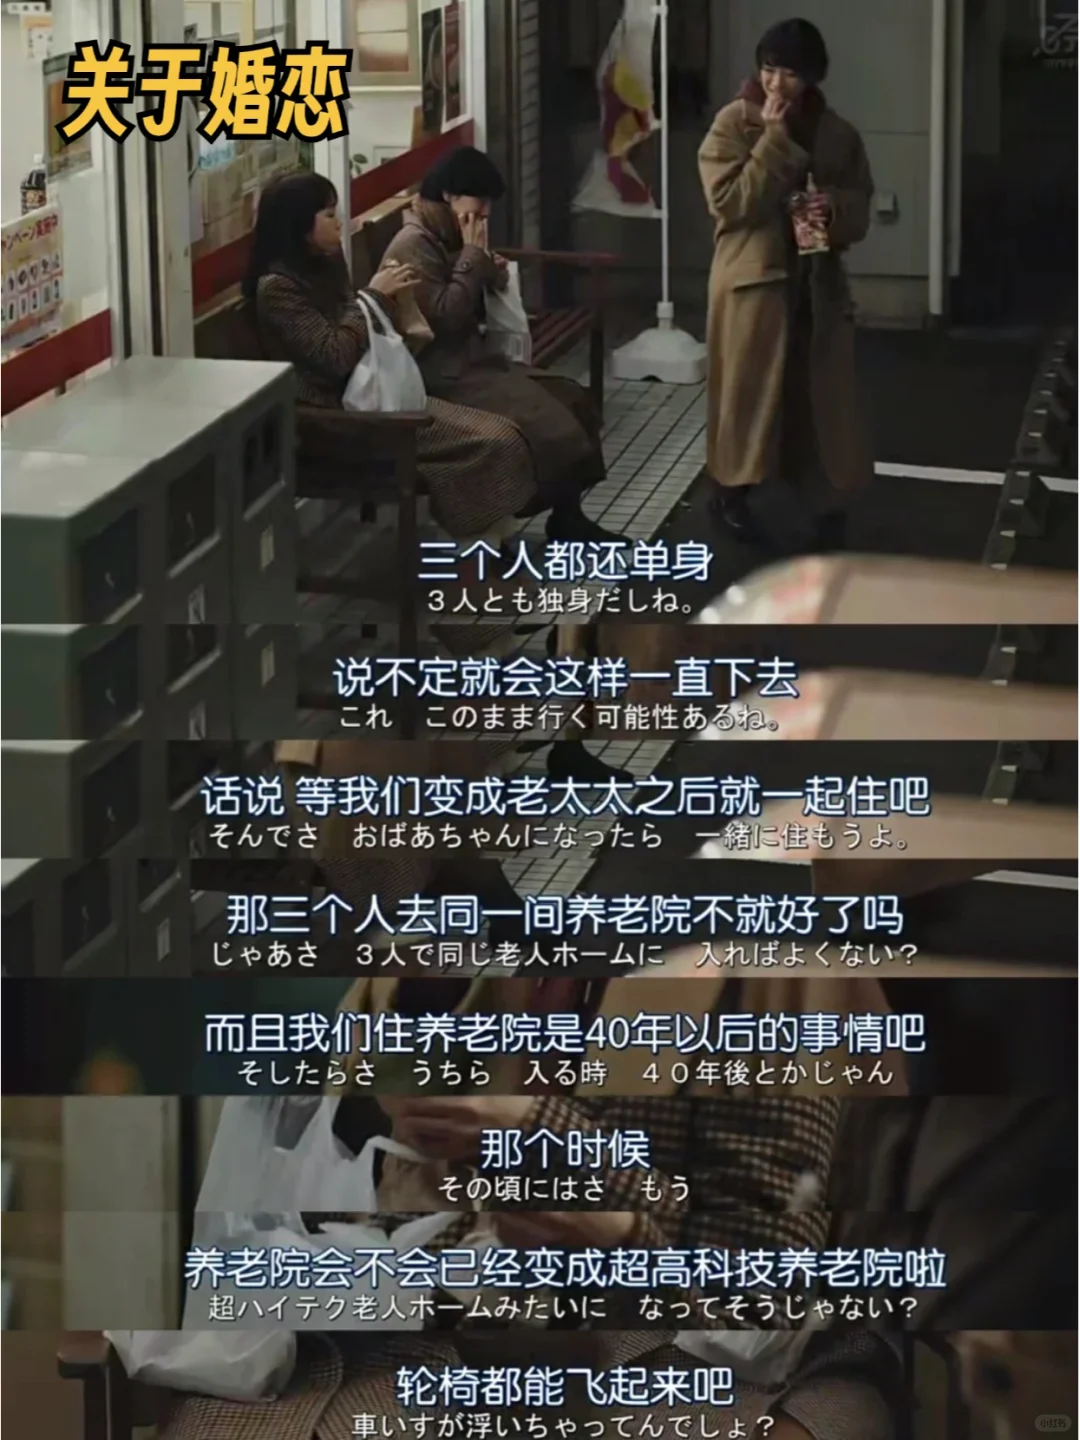 关于婚恋
三个人都还单身
３人とも独身だしね。
说不定就会这样一直下去
これ　このまま行く可能性あるね。
话说 等我们变成老太太之后就一起住吧
そんでさ　おばあちゃんになったら　一緒に住もうよ。
那三个人去同一间养老院不就好了吗
じゃあさ　３人で同じ老人ホームに　入ればよくない？
而且我们住养老院是40年以后的事情吧
そしたらさ　うちら　入る時　４０年後とかじゃん
那个时候
その頃にはさ　もう
养老院会不会已经变成超高科技养老院啦
超ハイテク老人ホームみたいに　なってそうじゃない？
轮椅都能飞起来吧
車いすが浮いちゃってんでしょ？
小红书